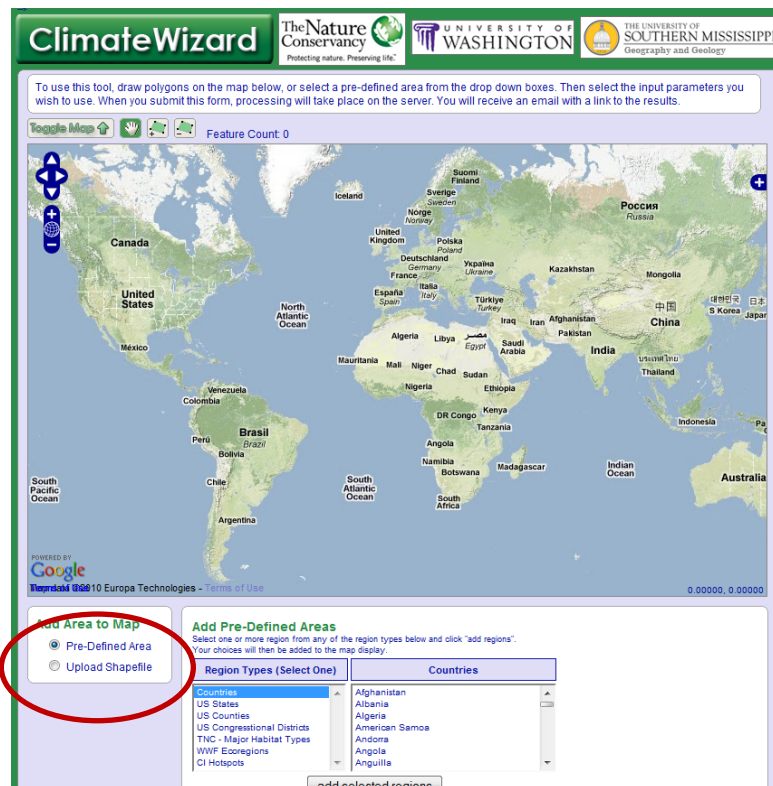 ClimateWizard
The Nature
Conservancy
Protecting nature. Preserving life.
UNIVERSITY OF
WASHINGTON
THE UNIVERSITY OF
SOUTHERN MISSISSIPPI
Geography and Geology
To use this tool, draw polygons on the map below, or select a pre-defined area from the drop down boxes. Then select the input parameters you
wish to use. When you submit this form, processing will take place on the server. You will receive an email with a link to the results.
Toggle Map
Feature Count: 0
Suomi
Finland
Iceland
Sverige
Sweden
Norge
Norway
Россия
Russia
Canada
United
Kingdom
Polska
Poland
Deutschland
Germany
Україна
Ukraine
France
Kazakhstan
Mongolia
United
States
España
Spain
Italia
Italy
Türkiye
Turkey
North
Atlantic
Ocean
中国
China
대한민국
S Korea
日本
Japan
Iraq
Iran
Afghanistan
Pakistan
México
Algeria
Libya
مصر
Egypt
Saudi
Arabia
India
ประเทศไทย
Thailand
Mauritania
Mali
Niger
Chad
Sudan
Nigeria
Ethiopia
Venezuela
Colombia
DR Congo
Kenya
Tanzania
Indonesia
Pa
Perú
Brasil
Brazil
Bolivia
Angola
Namibia
Botswana
Madagascar
Indian
Ocean
South
Pacific
Ocean
Chile
South
Atlantic
Ocean
South
Africa
Australia
Argentina
POWERED BY
Google
2010 Europa Technologies - Terms of Use
0.00000, 0.00000
Add Area to Map
Pre-Defined Area
Upload Shapefile
Add Pre-Defined Areas
Select one or more region from any of the region types below and click "add regions".
Your choices will then be added to the map display.
Region Types (Select One)
Countries
US States
US Counties
US Congresstional Districts
TNC - Major Habitat Types
WWF Ecoregions
CI Hotspots
Countries
Afghanistan
Albania
Algeria
American Samoa
Andorra
Angola
Anguilla
add selected regions